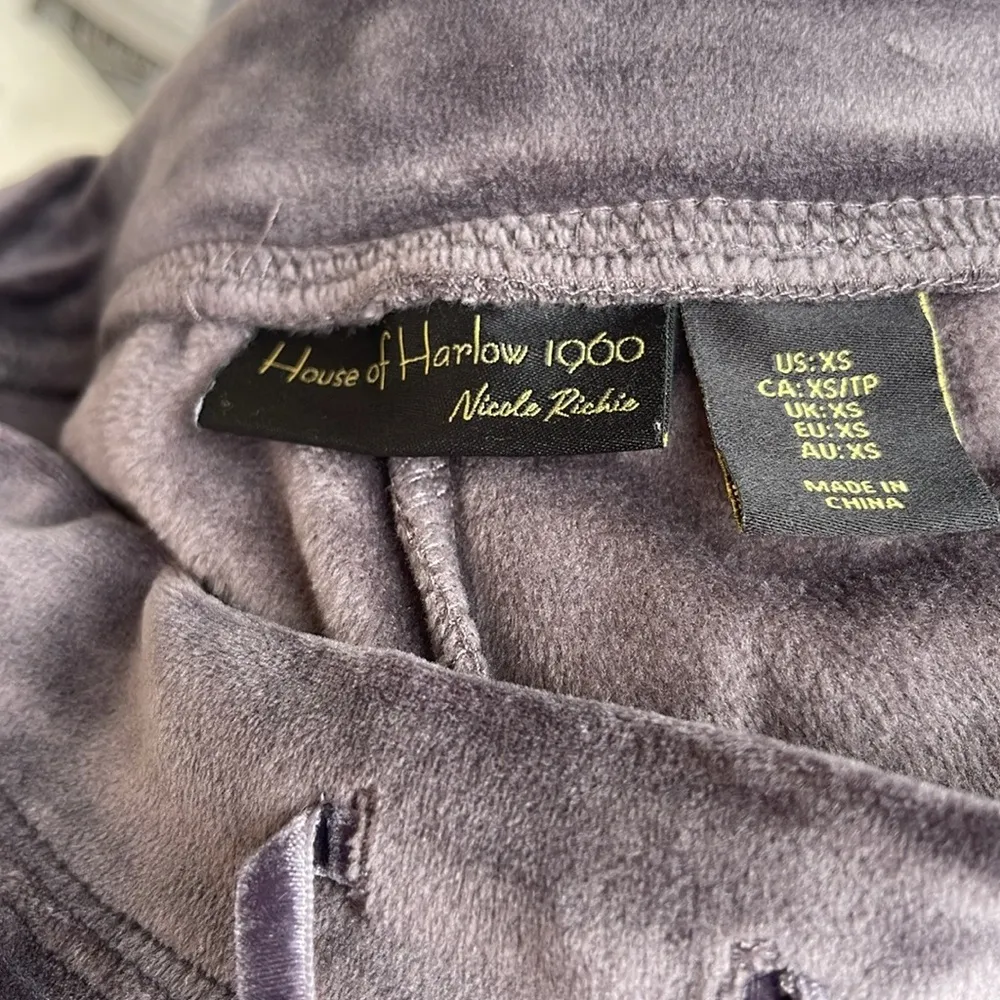 House of Harlow 1960
Nicole Richie
US: XS
CA: XS/TP
UK: XS
EU: XS
AU: XS
MADE IN
CHINA